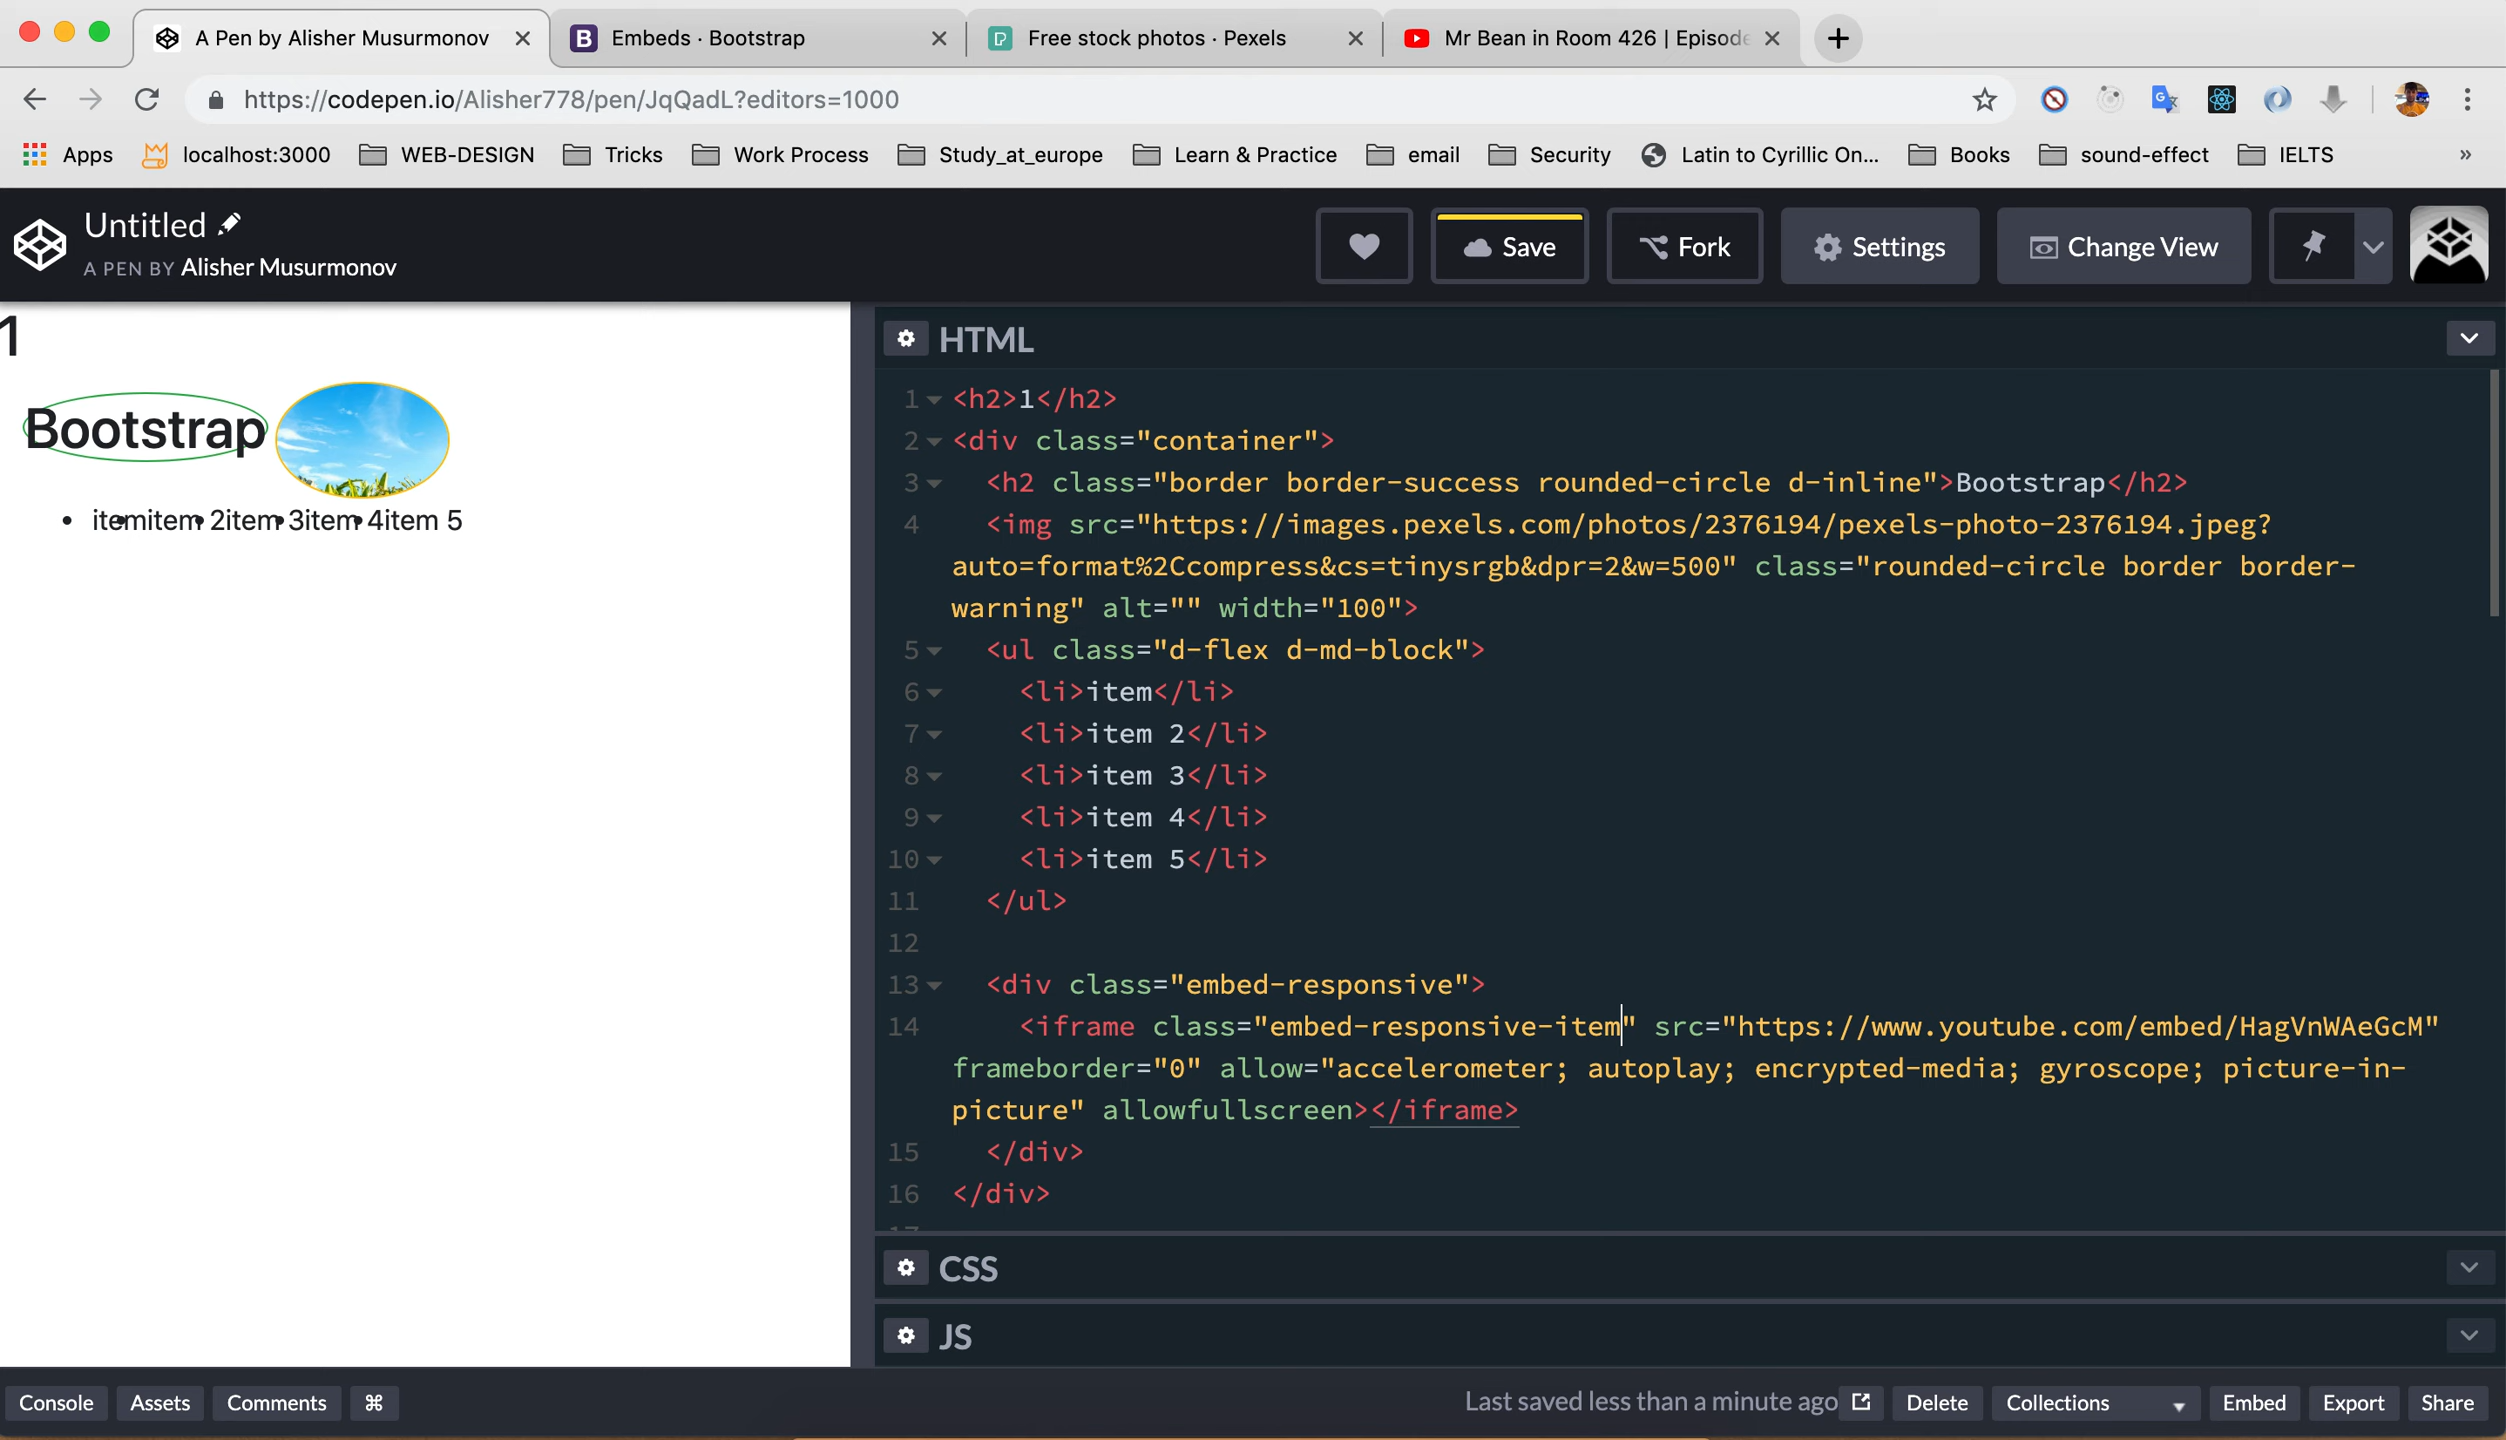 A Pen by Alisher Musurmonov
Embeds · Bootstrap
Free stock photos · Pexels
Mr Bean in Room 426 | Episode
https://codepen.io/Alisher778/pen/JqQadL?editors=1000
Apps
localhost:3000
WEB-DESIGN
Tricks
Work Process
Study_at_europe
Learn & Practice
email
Security
Latin to Cyrillic On...
Books
sound-effect
IELTS
»
Untitled
A PEN BY Alisher Musurmonov
Save
Fork
Settings
Change View
1
Bootstrap
• itemitem 2item 3item 4item 5
HTML
1 <h2>1</h2>
2 <div class="container">
3 <h2 class="border border-success rounded-circle d-inline">Bootstrap</h2>
4 <img src="https://images.pexels.com/photos/2376194/pexels-photo-2376194.jpeg?
auto=format%2Ccompress&cs=tinysrgb&dpr=2&w=500" class="rounded-circle border border-
warning" alt="" width="100">
5 <ul class="d-flex d-md-block">
6 <li>item</li>
7 <li>item 2</li>
8 <li>item 3</li>
9 <li>item 4</li>
10 <li>item 5</li>
11 </ul>
12
13 <div class="embed-responsive">
14 <iframe class="embed-responsive-item" src="https://www.youtube.com/embed/HagVnWAeGcM"
frameborder="0" allow="accelerometer; autoplay; encrypted-media; gyroscope; picture-in-
picture" allowfullscreen></iframe>
15 </div>
16 </div>
17
CSS
JS
Console
Assets
Comments
⌘
Last saved less than a minute ago
Delete
Collections
Embed
Export
Share